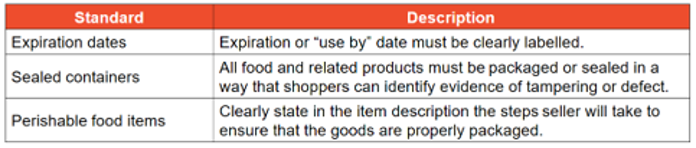 Standard Description
Expiration dates Expiration or “use by” date must be clearly labelled.
Sealed containers All food and related products must be packaged or sealed in a
way that shoppers can identify evidence of tampering or defect.
Perishable food items Clearly state in the item description the steps seller will take to
ensure that the goods are properly packaged.